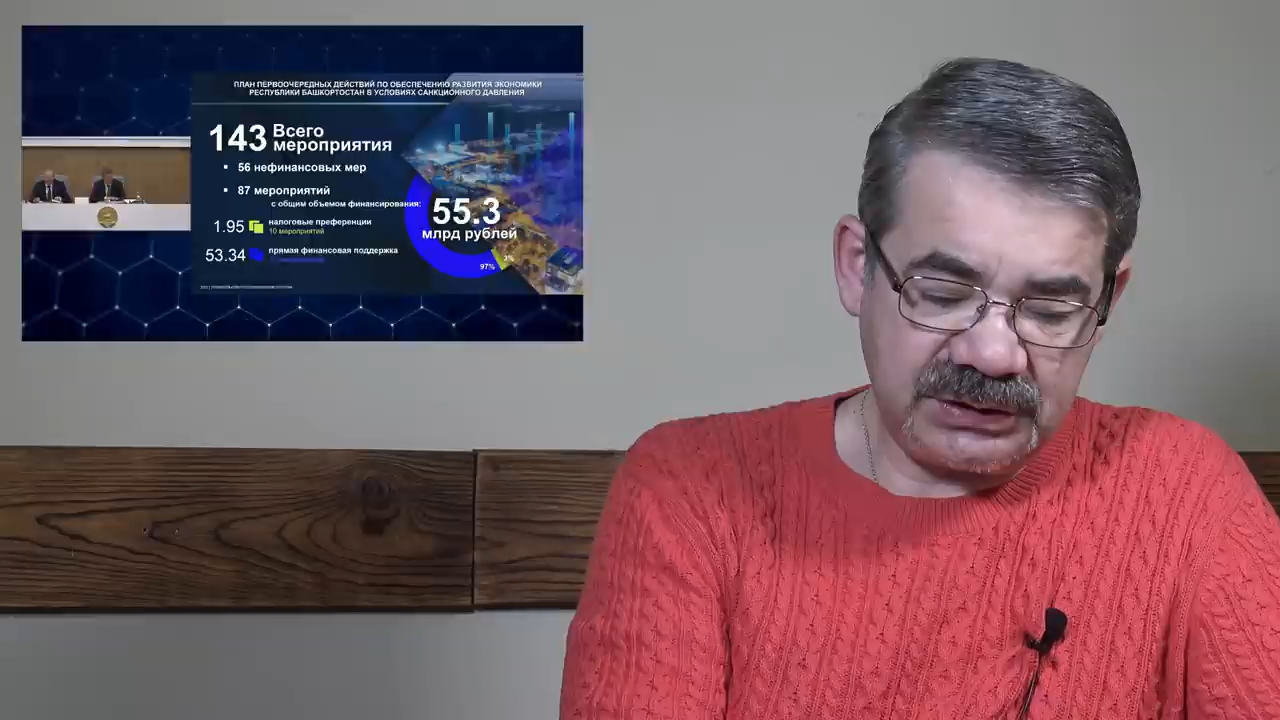 ПЛАН ПЕРВООЧЕРЕДНЫХ ДЕЙСТВИЙ ПО ОБЕСПЕЧЕНИЮ РАЗВИТИЯ ЭКОНОМИКИ
РЕСПУБЛИКИ БАШКОРТОСТАН В УСЛОВИЯХ САНКЦИОННОГО ДАВЛЕНИЯ
143 Всего
мероприятия
56 нефинансовых мер
87 мероприятий
с общим объемом финансирования:
1.95 налоговые преференции
10 мероприятий
53.34 прямая финансовая поддержка
55.3
млрд рублей
3%
97%